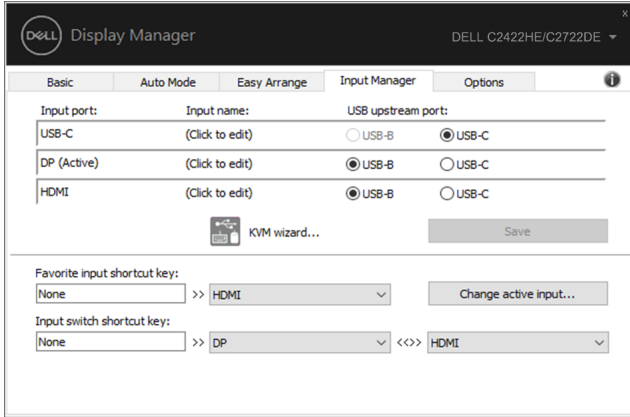 x
DELL Display Manager DELL C2422HE/C2722DE
Basic Auto Mode Easy Arrange Input Manager Options i
Input port: Input name: USB upstream port:
USB-C (Click to edit) USB-B USB-C
DP (Active) (Click to edit) USB-B USB-C
HDMI (Click to edit) USB-B USB-C
KVM wizard... Save
Favorite input shortcut key:
None >> HDMI Change active input...
Input switch shortcut key:
None >> DP <<>> HDMI